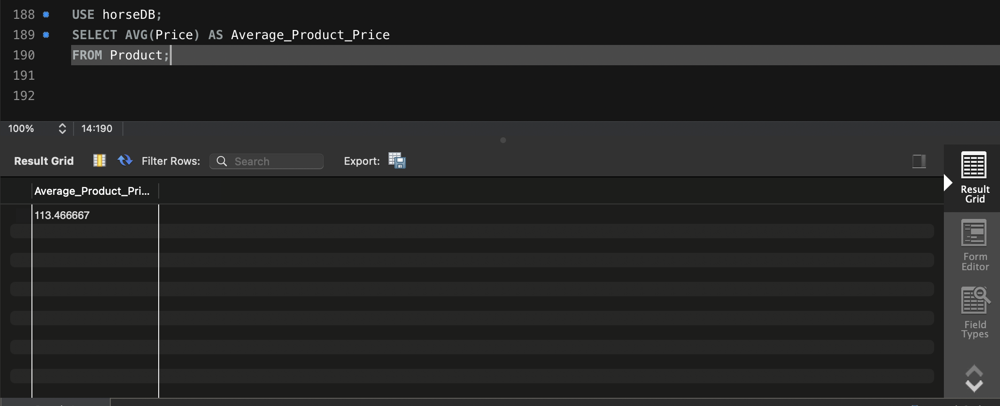 188 USE horseDB;
189 SELECT AVG(Price) AS Average_Product_Price
190 FROM Product;
191
192
100% 14:190
Result Grid Filter Rows: Search Export:
Average_Product_Pri...
113.466667
Result
Grid
Form
Editor
Field
Types